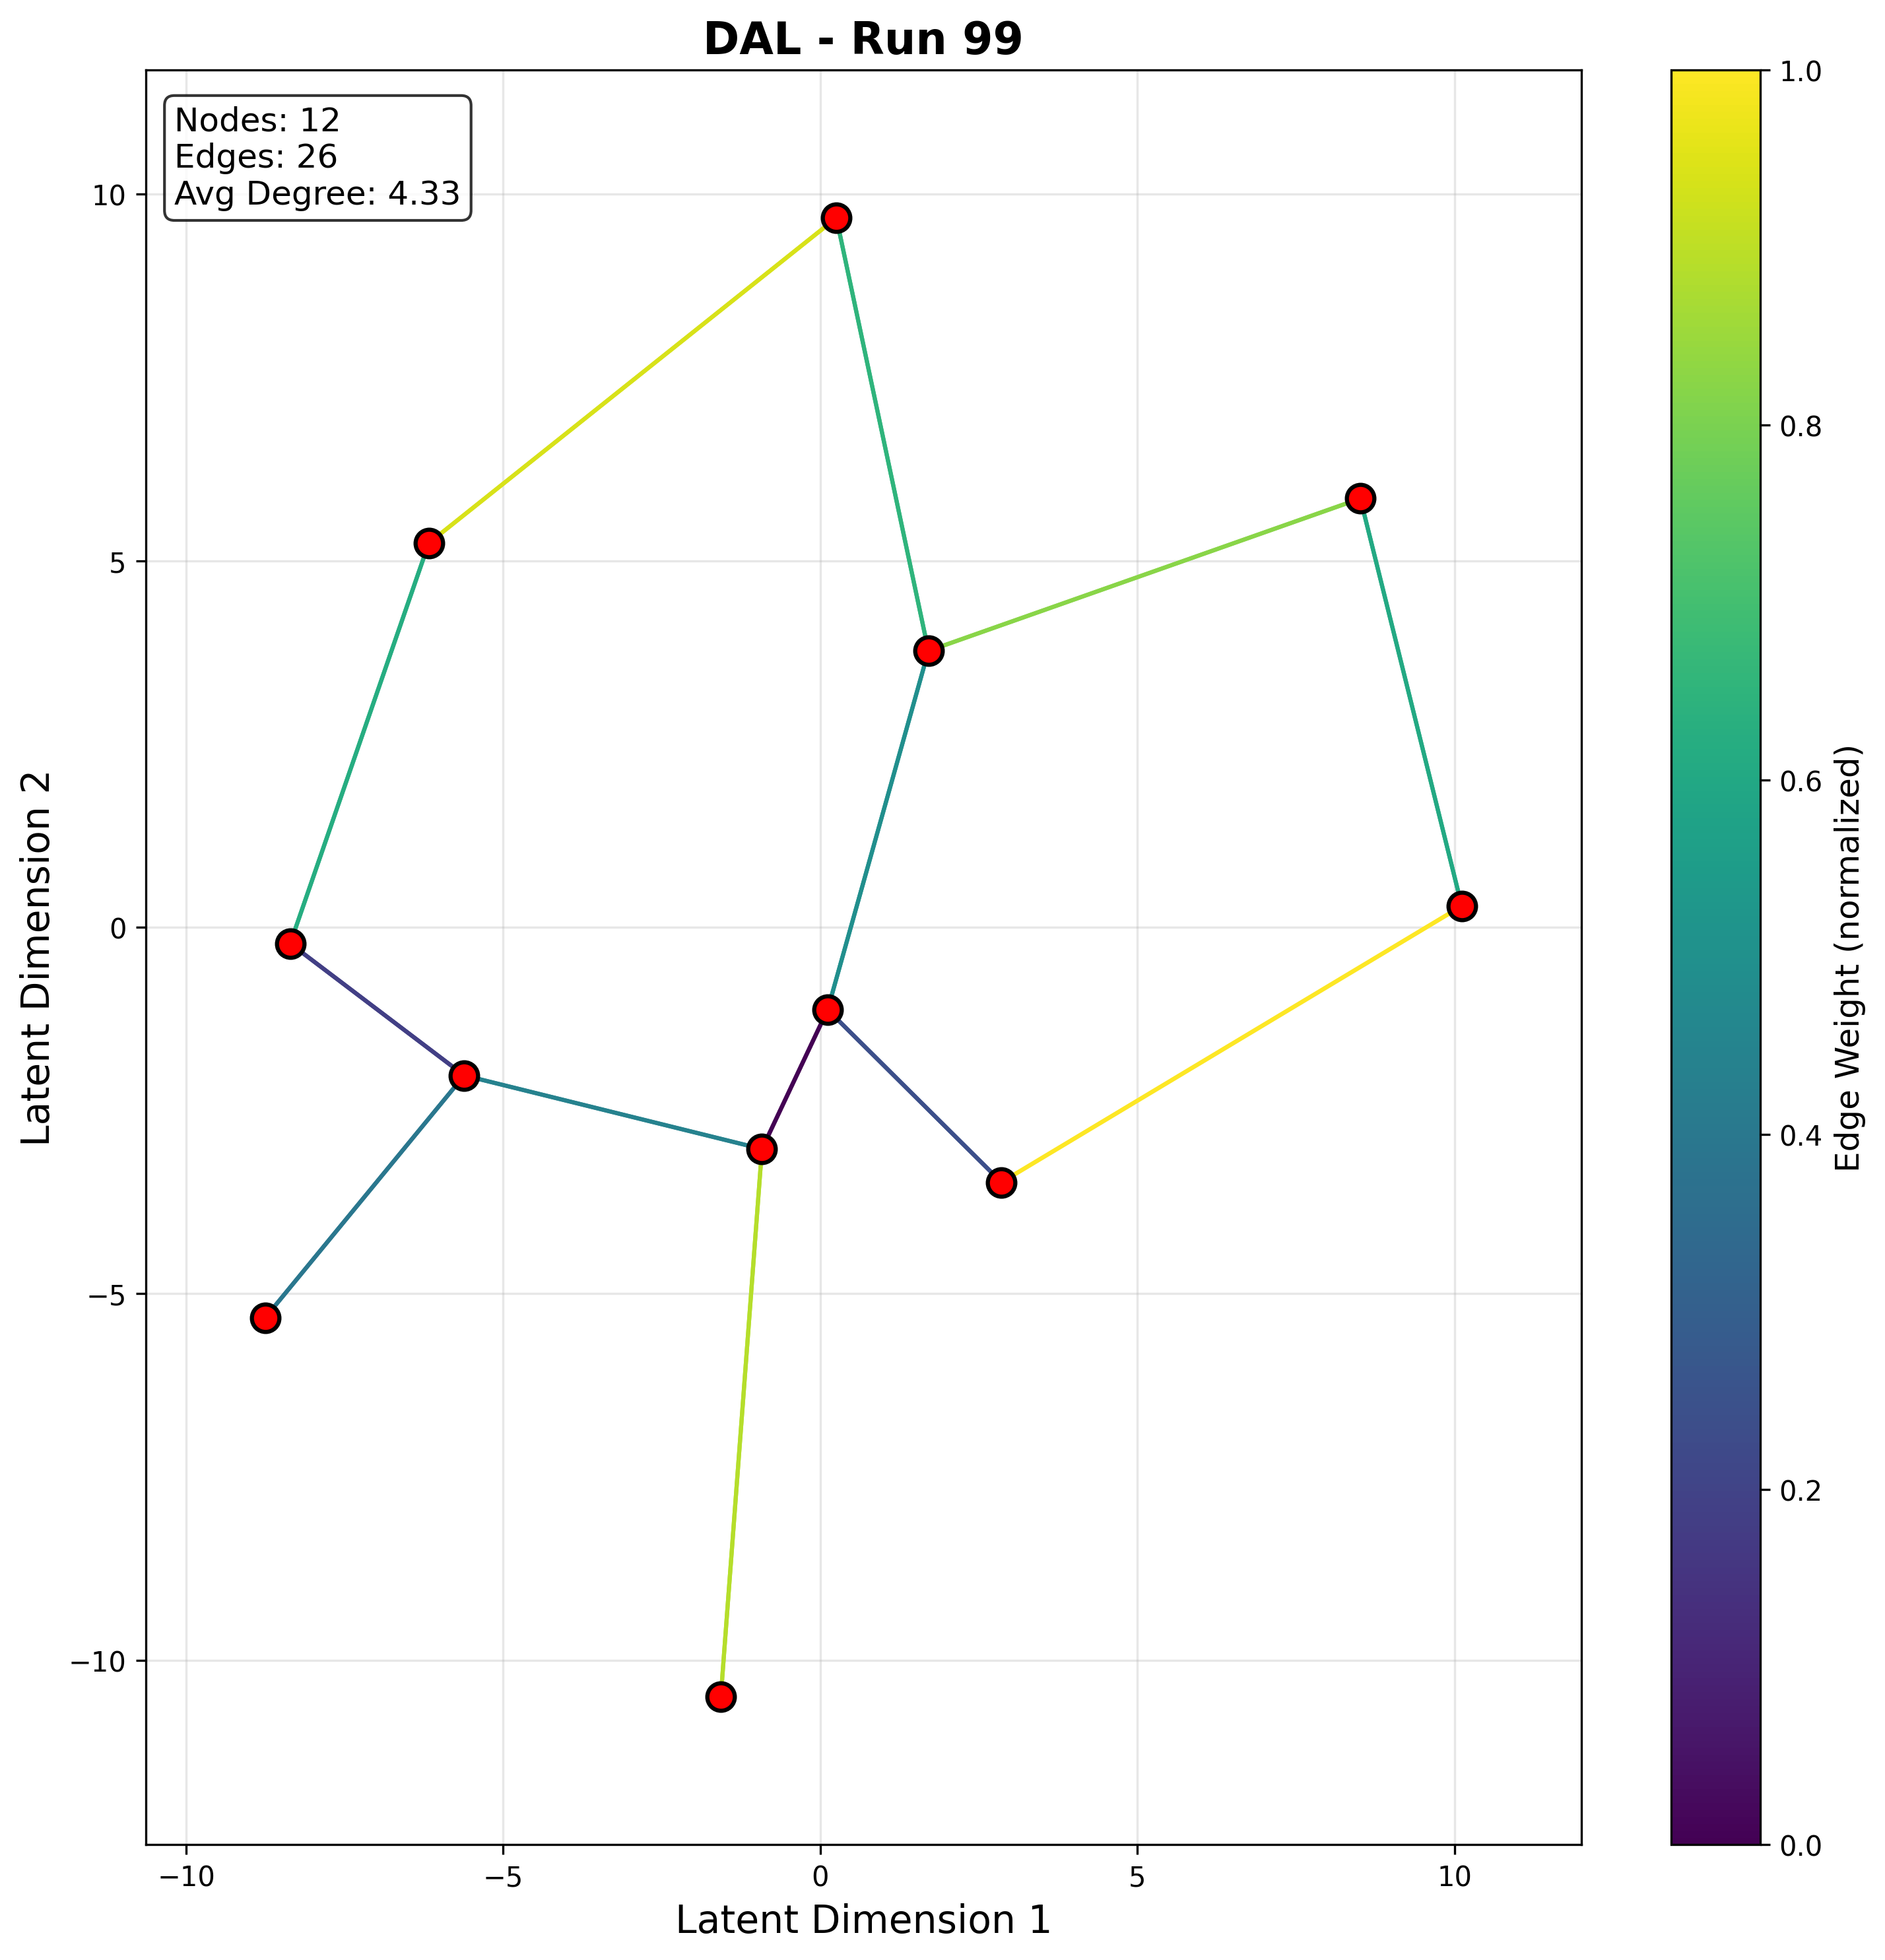 DAL - Run 99
Nodes: 12
Edges: 26
Avg Degree: 4.33
10
5
0
−5
−10
Latent Dimension 2
−10
−5
0
5
10
Latent Dimension 1
1.0
0.8
0.6
0.4
0.2
0.0
Edge Weight (normalized)